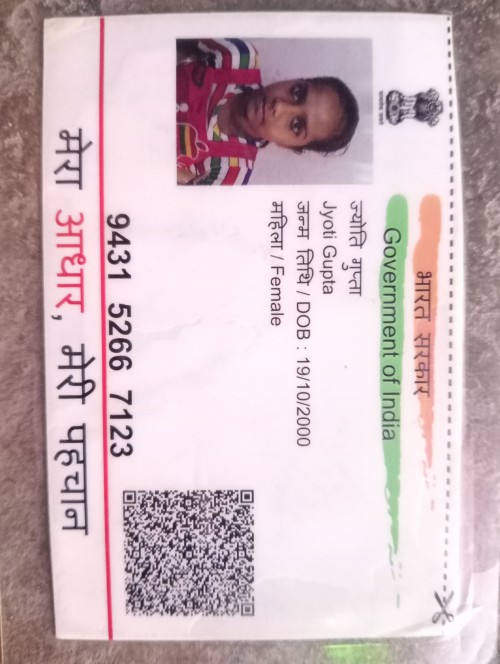 भारत सरकार
Government of India
ज्योति गुप्ता
Jyoti Gupta
जन्म तिथि / DOB : 19/10/2000
महिला / Female
9431 5266 7123
मेरा आधार, मेरी पहचान